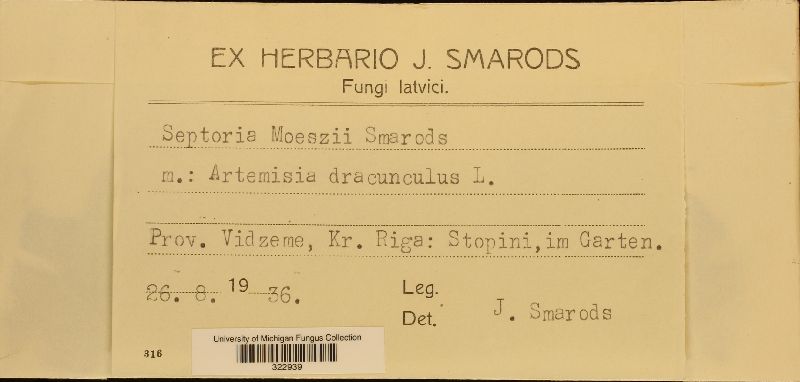 EX HERBARIO J. SMARODS
Fungi latvici.
Septoria Moeszii Smarods
m.: Artemisia dracunculus L.
Prov. Vidzeme, Kr. Riga: Stopini, im Garten.
26. 8. 19 36.
Leg.
Det. J. Smarods
316
University of Michigan Fungus Collection
322939